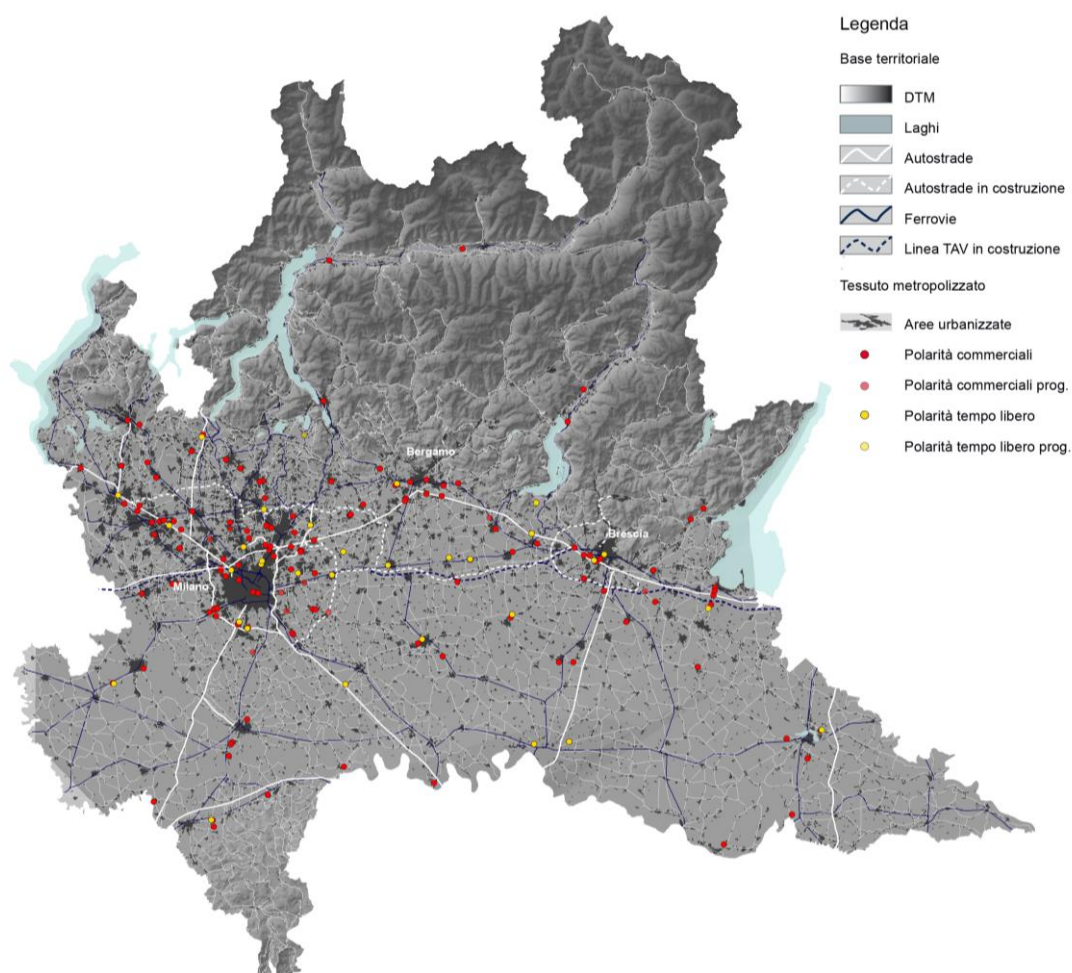 Legenda
Base territoriale
DTM
Laghi
Autostrade
Autostrade in costruzione
Ferrovie
Linea TAV in costruzione
Tessuto metropolizzato
Aree urbanizzate
Polarità commerciali
Polarità commerciali prog.
Polarità tempo libero
Polarità tempo libero prog.
Bergamo
Brescia
Milano